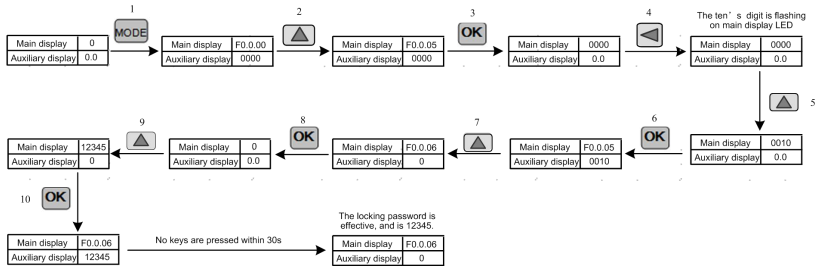 1
MODE
Main display 0
Auxiliary display 0.0
2
Main display F0.0.00
Auxiliary display 0000
3
OK
Main display F0.0.05
Auxiliary display 0000
4
Main display 0000
Auxiliary display 0.0
The ten's digit is flashing
on main display LED
Main display 0000
Auxiliary display 0.0
5
Main display 0010
Auxiliary display 0.0
6
OK
Main display F0.0.05
Auxiliary display 0010
7
Main display F0.0.06
Auxiliary display 0
8
OK
Main display 0
Auxiliary display 0.0
9
Main display 12345
Auxiliary display 0
10
OK
Main display F0.0.06
Auxiliary display 12345
No keys are pressed within 30s
The locking password is
effective, and is 12345.
Main display F0.0.06
Auxiliary display 0